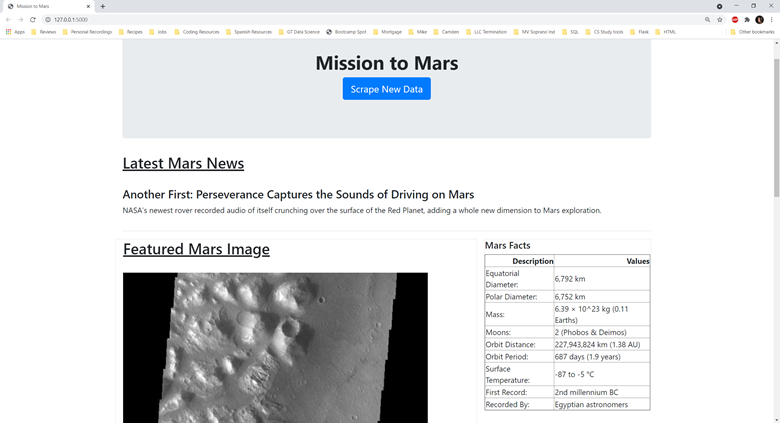 Mission to Mars
127.0.0.1:5000
Apps Reviews Personal Recordings Recipes Jobs Coding Resources Spanish Resources GT Data Science Bootcamp Spot Mortgage Mike Camden LLC Termination MV Soprano Ind SQL CS Study tools Flask HTML Other bookmarks
Mission to Mars
Scrape New Data
Latest Mars News
Another First: Perseverance Captures the Sounds of Driving on Mars
NASA's newest rover recorded audio of itself crunching over the surface of the Red Planet, adding a whole new dimension to Mars exploration.
Featured Mars Image
Mars Facts
Description Values
Equatorial
Diameter: 6,792 km
Polar Diameter: 6,752 km
Mass: 6.39 × 10^23 kg (0.11
Earths)
Moons: 2 (Phobos & Deimos)
Orbit Distance: 227,943,824 km (1.38 AU)
Orbit Period: 687 days (1.9 years)
Surface
Temperature: -87 to -5 °C
First Record: 2nd millennium BC
Recorded By: Egyptian astronomers